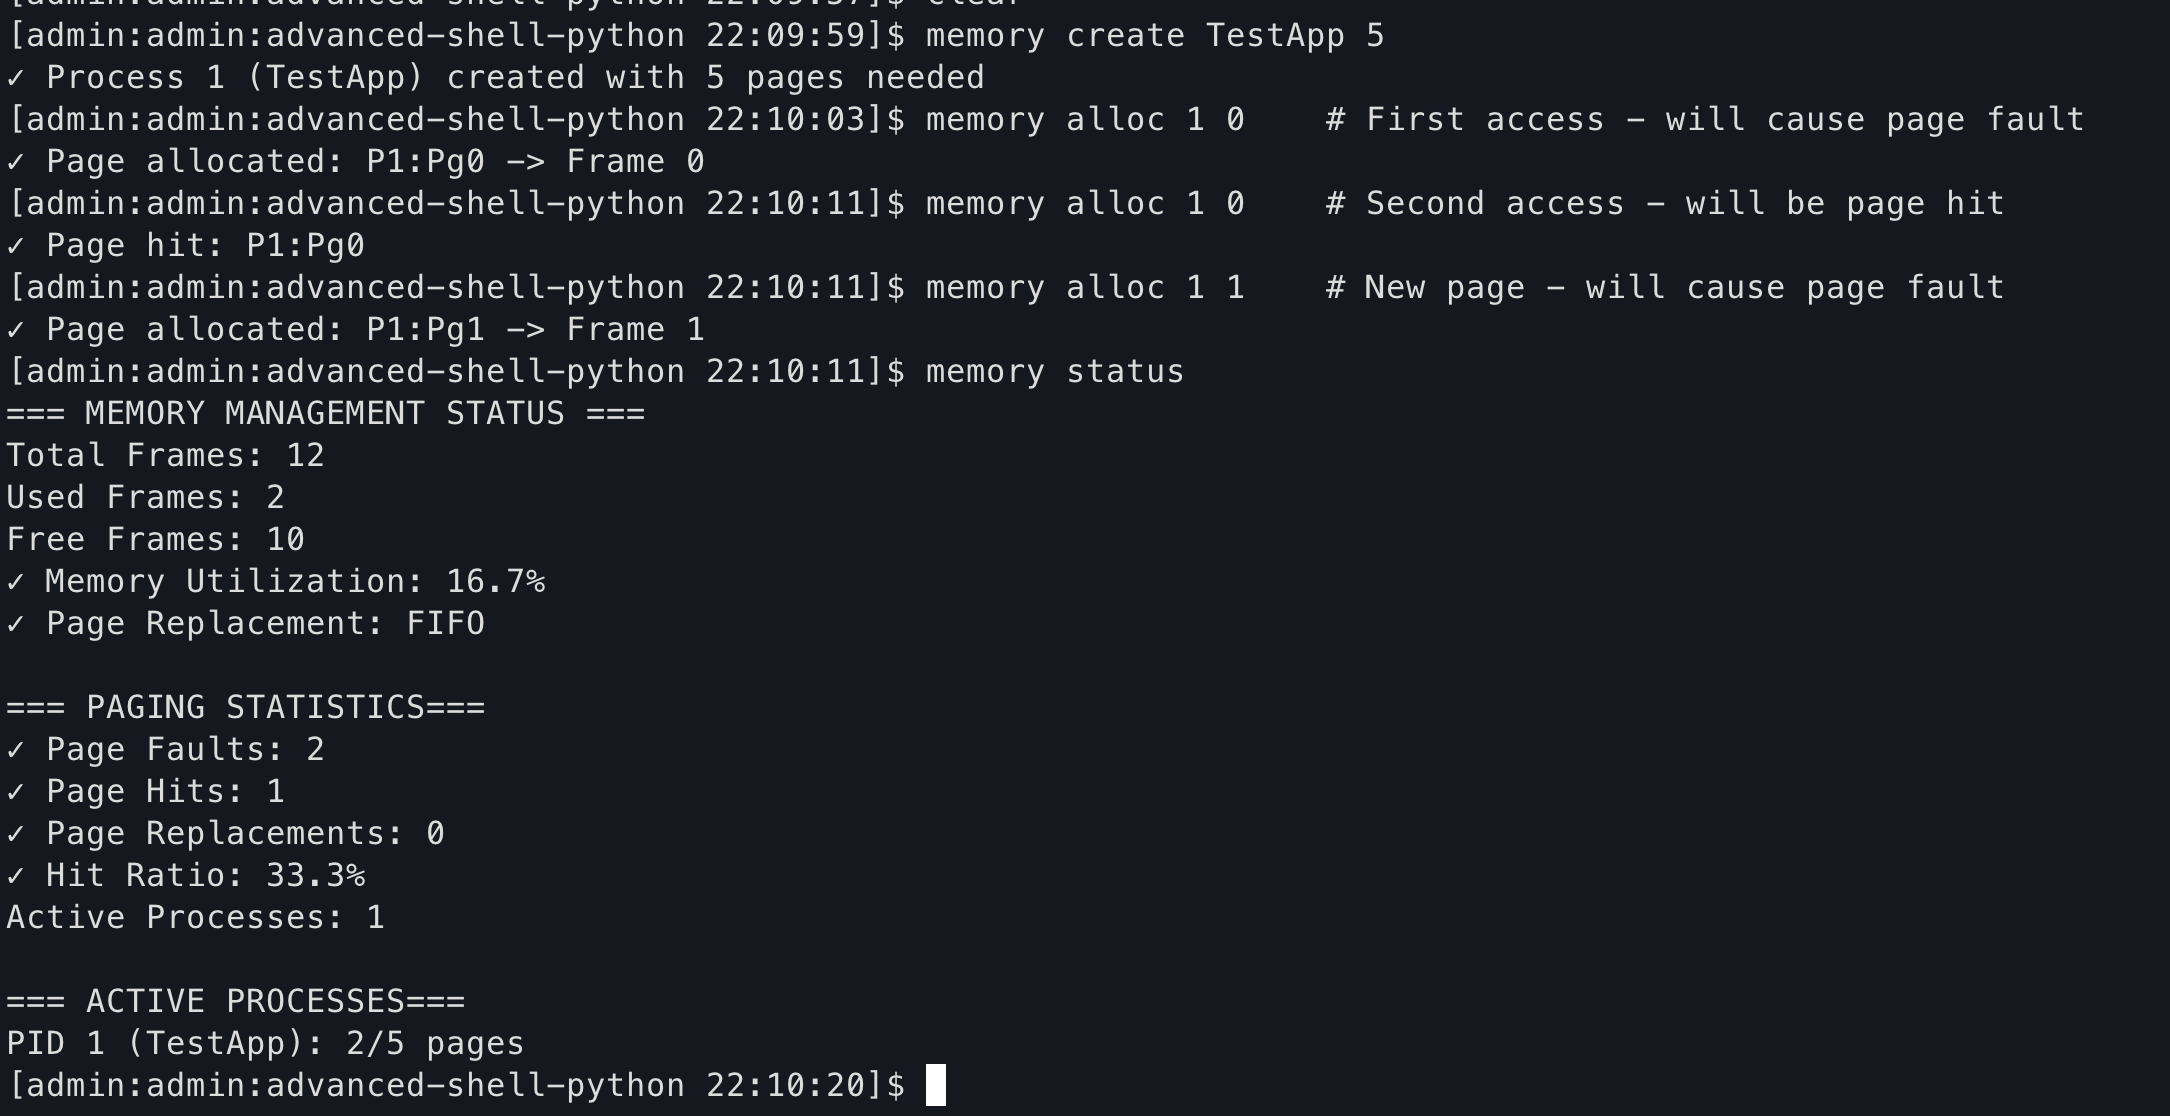 [admin:admin:advanced-shell-python 22:09:57]$ clear
[admin:admin:advanced-shell-python 22:09:59]$ memory create TestApp 5
✓ Process 1 (TestApp) created with 5 pages needed
[admin:admin:advanced-shell-python 22:10:03]$ memory alloc 1 0    # First access - will cause page fault
✓ Page allocated: P1:Pg0 -> Frame 0
[admin:admin:advanced-shell-python 22:10:11]$ memory alloc 1 0    # Second access - will be page hit
✓ Page hit: P1:Pg0
[admin:admin:advanced-shell-python 22:10:11]$ memory alloc 1 1    # New page - will cause page fault
✓ Page allocated: P1:Pg1 -> Frame 1
[admin:admin:advanced-shell-python 22:10:11]$ memory status
=== MEMORY MANAGEMENT STATUS ===
Total Frames: 12
Used Frames: 2
Free Frames: 10
✓ Memory Utilization: 16.7%
✓ Page Replacement: FIFO
=== PAGING STATISTICS===
✓ Page Faults: 2
✓ Page Hits: 1
✓ Page Replacements: 0
✓ Hit Ratio: 33.3%
Active Processes: 1
=== ACTIVE PROCESSES===
PID 1 (TestApp): 2/5 pages
[admin:admin:advanced-shell-python 22:10:20]$